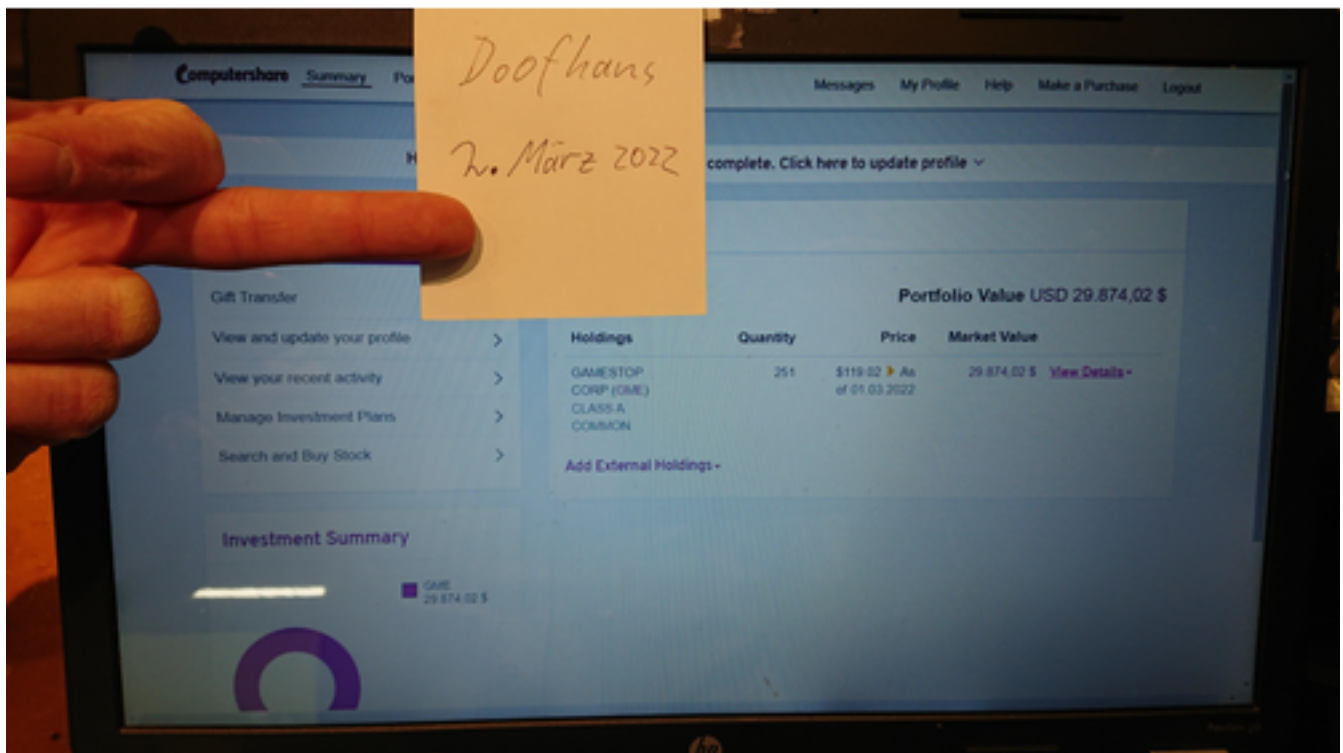 Doofhans
2. März 2022
Computershare Summary Po
Messages My Profile Help Make a Purchase Logout
H complete. Click here to update profile
Gift Transfer
View and update your profile
View your recent activity
Manage Investment Plans
Search and Buy Stock
Portfolio Value USD 29.874,02 $
Holdings Quantity Price Market Value
GAMESTOP 251 $119.02 As 29.874,02 $ View Details
CORP (GME) of 01.03.2022
CLASS A
COMMON
Add External Holdings
Investment Summary
GME
29.874,02 $
hp